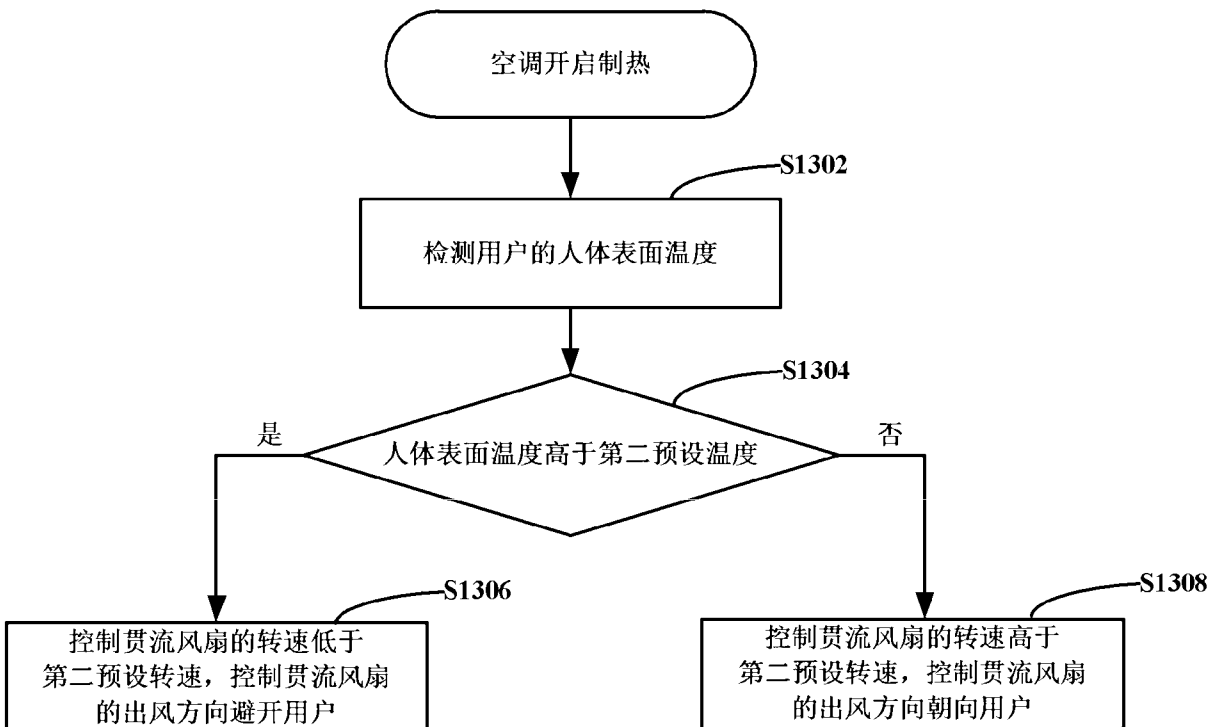 空调开启制热
S1302
检测用户的人体表面温度
S1304
是
人体表面温度高于第二预设温度
否
S1306
控制贯流风扇的转速低于
第二预设转速，控制贯流风扇
的出风方向避开用户
S1308
控制贯流风扇的转速高于
第二预设转速，控制贯流风扇
的出风方向朝向用户